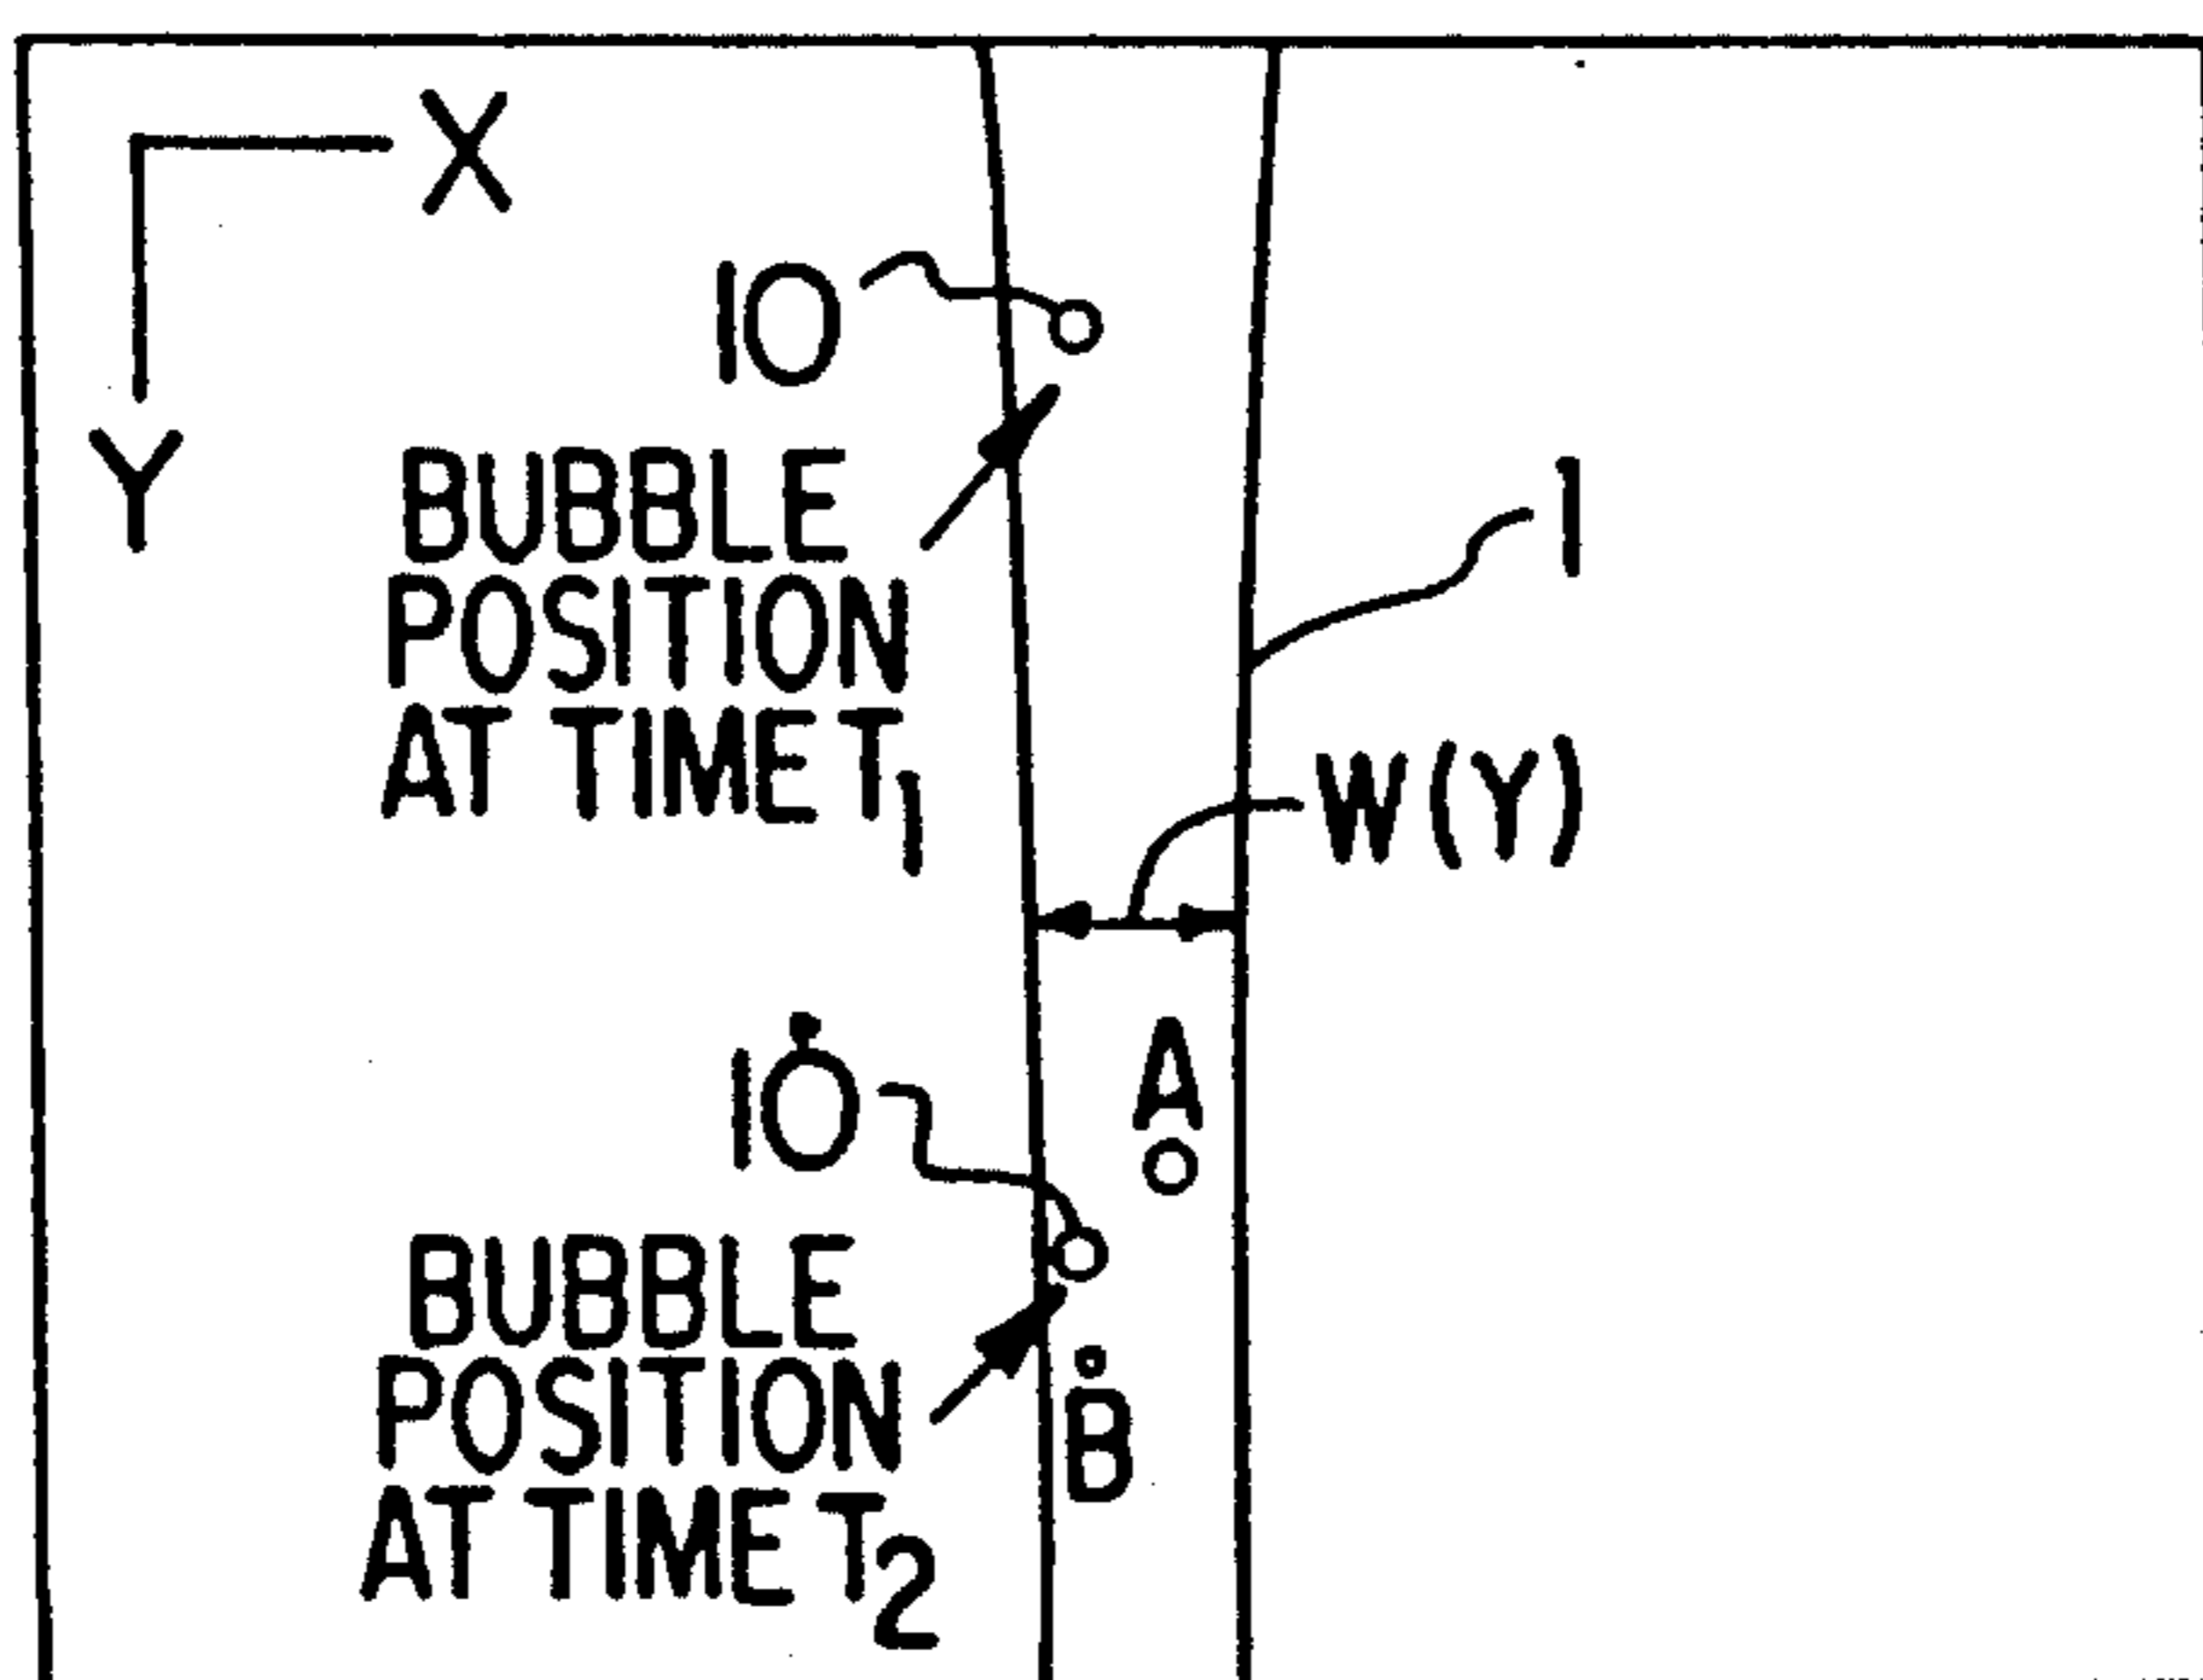 X
Y
10
BUBBLE
POSITION
AT TIME T1
1
W(Y)
10
A
BUBBLE
POSITION
AT TIME T2
B